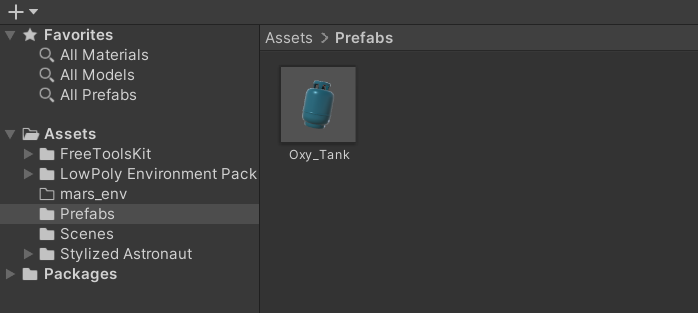 Favorites
All Materials
All Models
All Prefabs
Assets
FreeToolsKit
LowPoly Environment Pack
mars_env
Prefabs
Scenes
Stylized Astronaut
Packages
Assets > Prefabs
Oxy_Tank